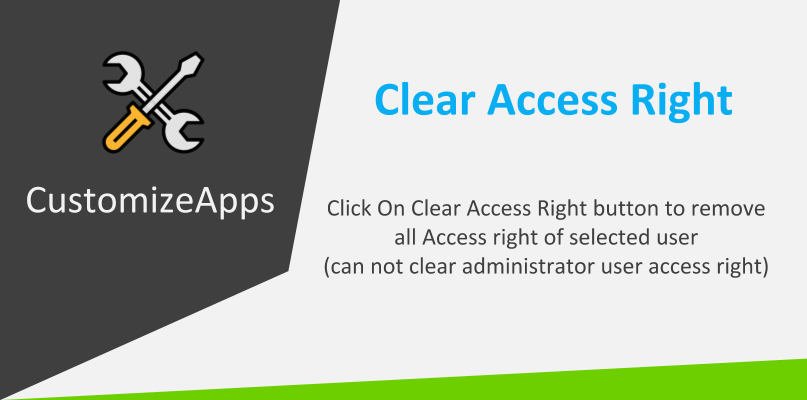 CustomizeApps
Clear Access Right
Click On Clear Access Right button to remove
all Access right of selected user
(can not clear administrator user access right)